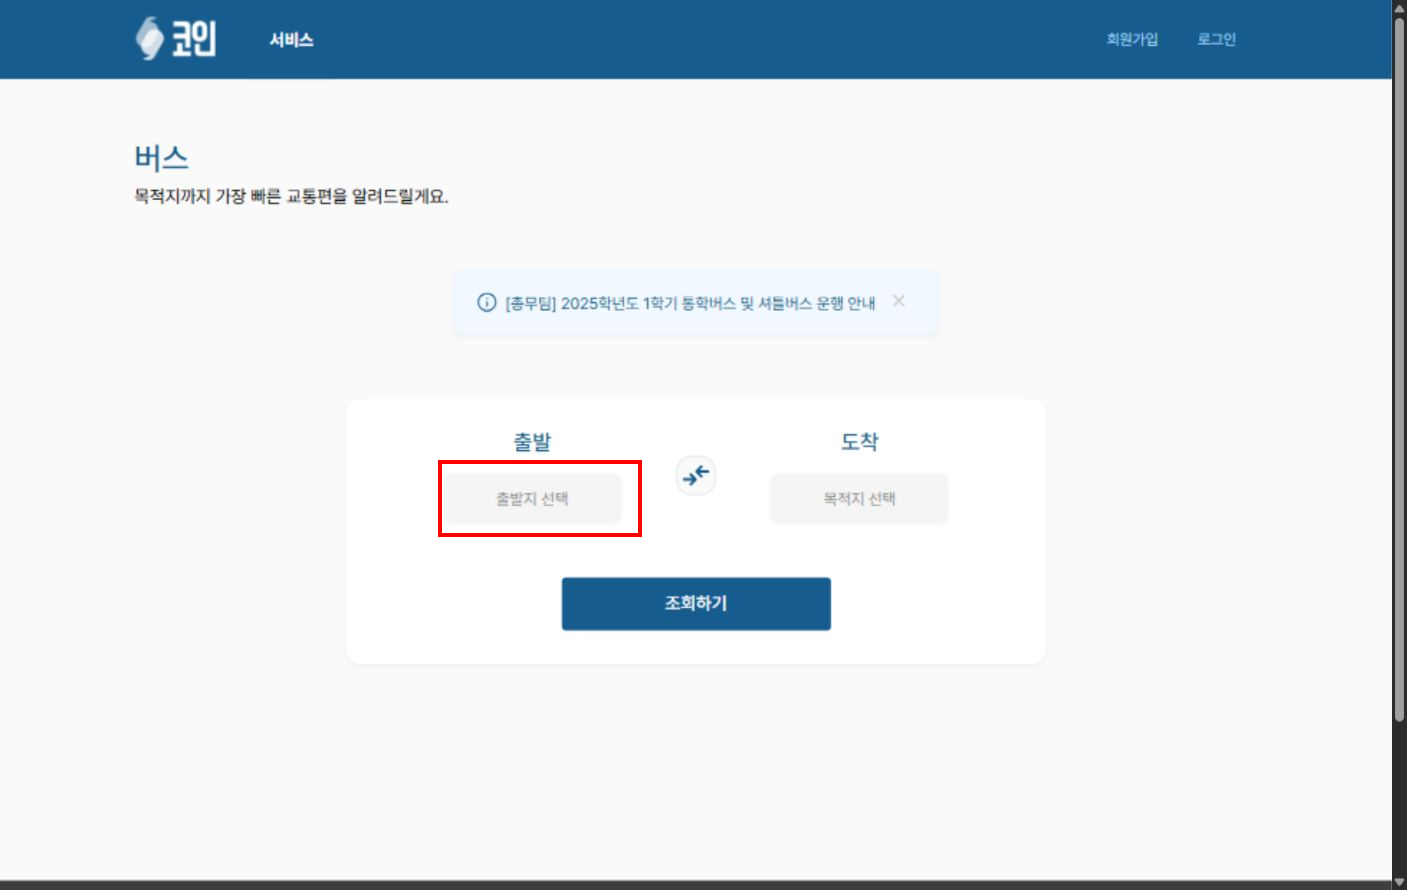 코인
서비스
회원가입
로그인
버스
목적지까지 가장 빠른 교통편을 알려드릴게요.
[총무팀] 2025학년도 1학기 통학버스 및 셔틀버스 운행 안내
출발
도착
출발지 선택
목적지 선택
조회하기